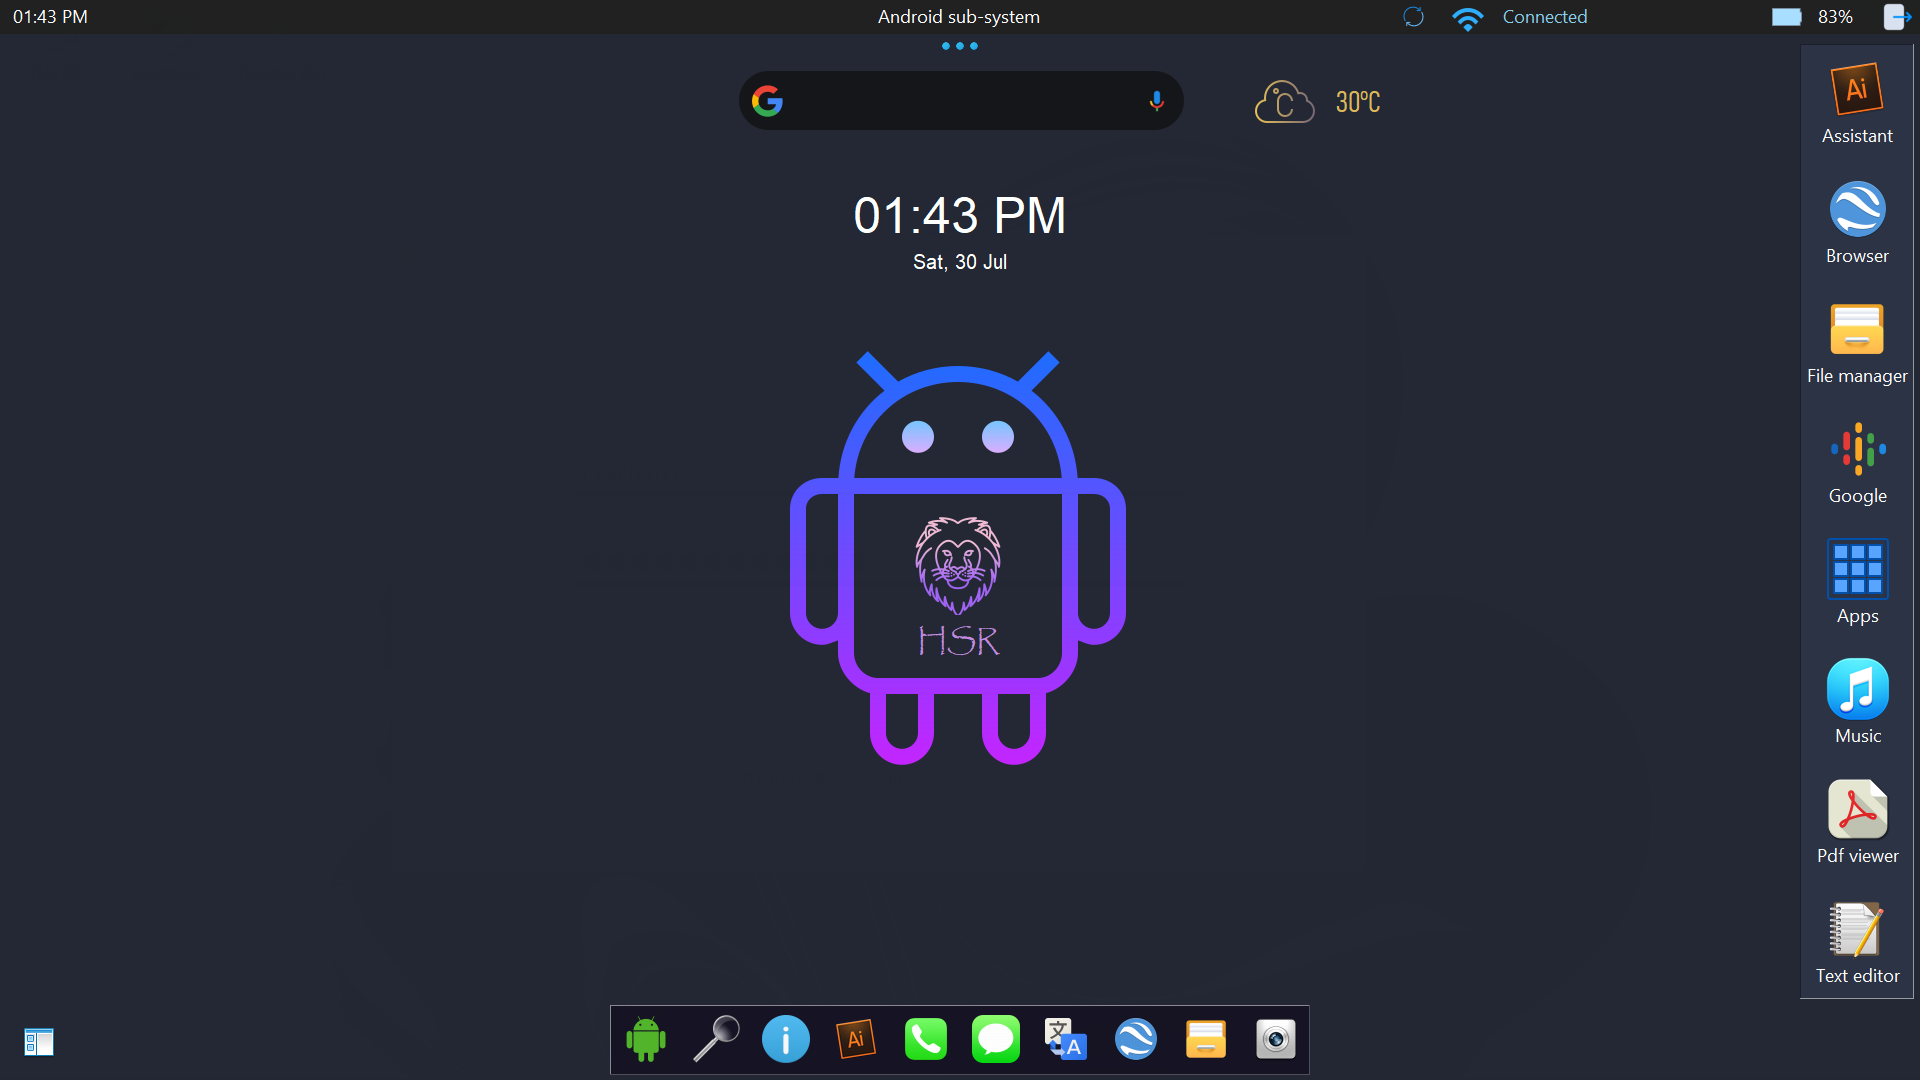 01:43 PM
Android sub-system
Connected
83%
30°C
C
01:43 PM
Sat, 30 Jul
HSR
Ai
Assistant
Browser
File manager
Google
Apps
Music
Pdf viewer
Text editor
i
Ai
文
A